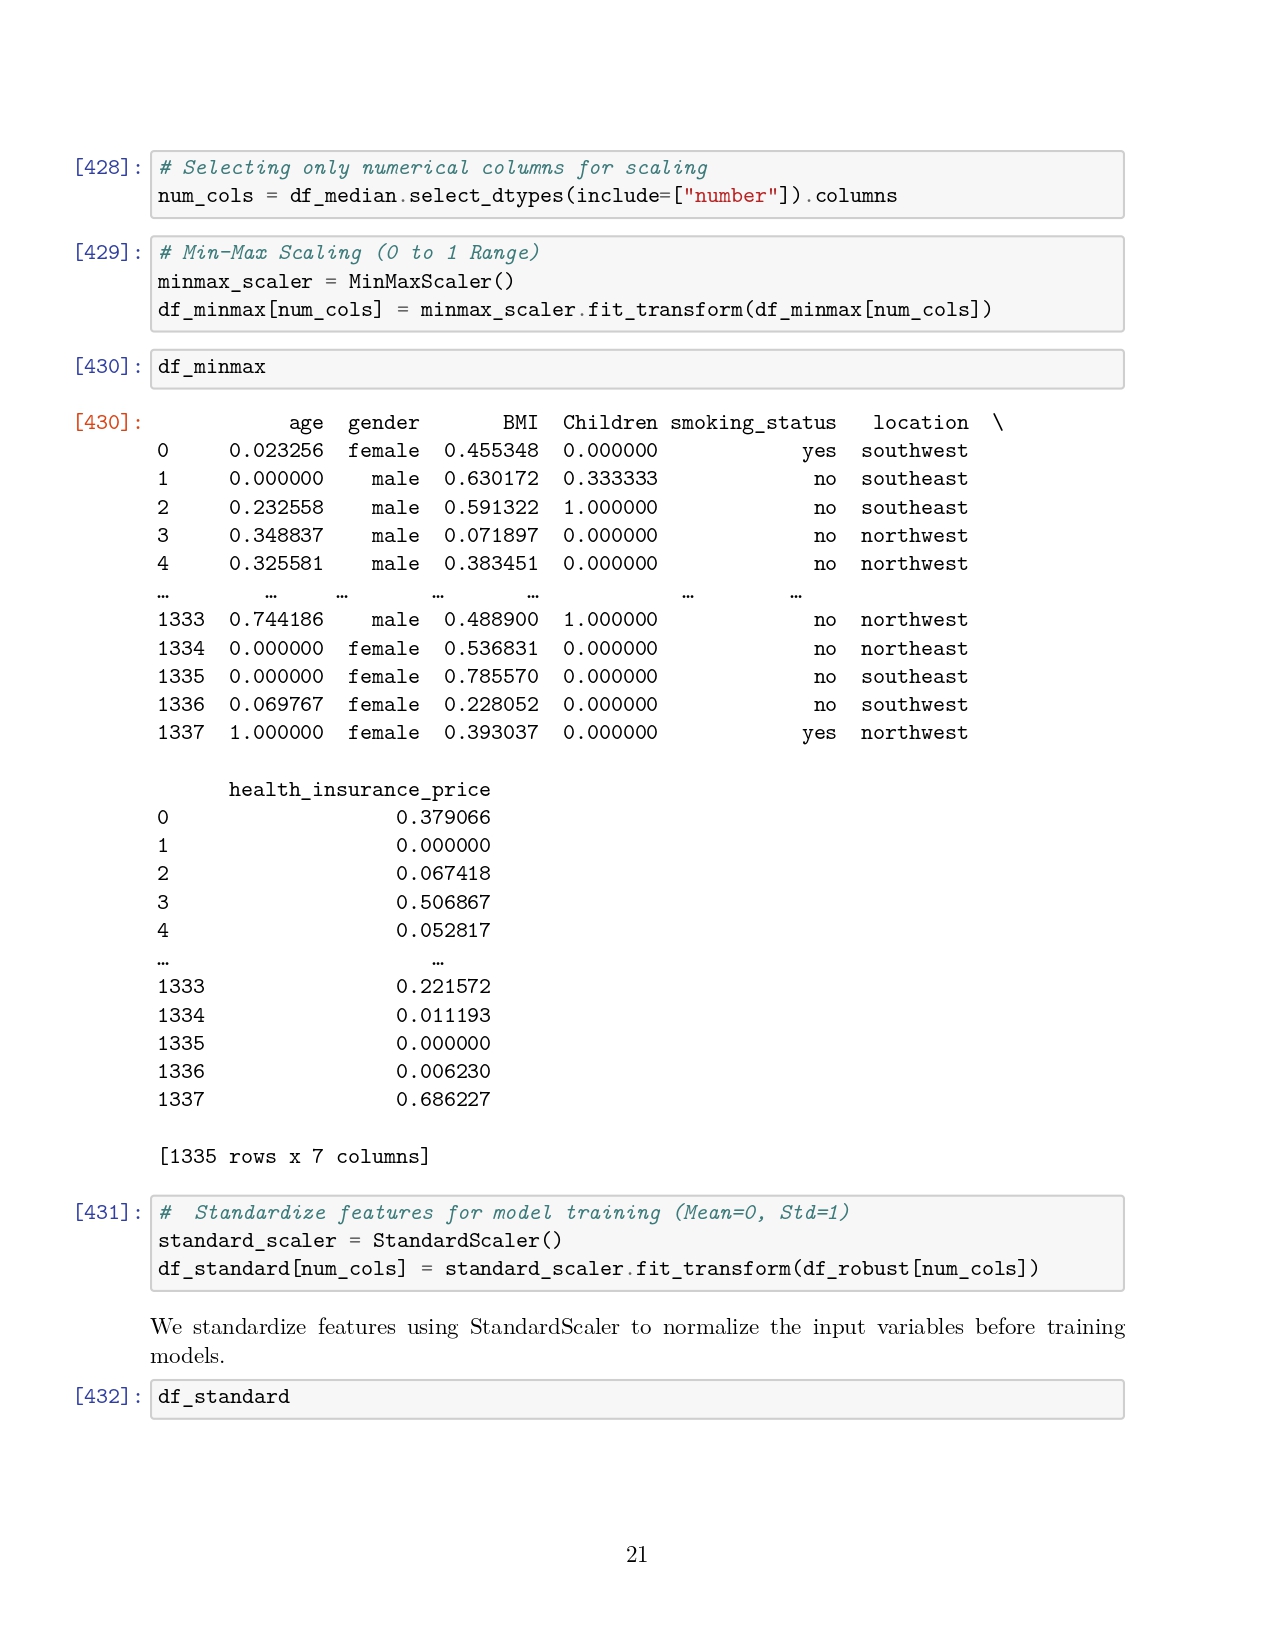 [428]: # Selecting only numerical columns for scaling
num_cols = df_median.select_dtypes(include=["number"]).columns
[429]: # Min-Max Scaling (0 to 1 Range)
minmax_scaler = MinMaxScaler()
df_minmax[num_cols] = minmax_scaler.fit_transform(df_minmax[num_cols])
[430]: df_minmax
[430]: age gender BMI Children smoking_status location \
0 0.023256 female 0.455348 0.000000 yes southwest
1 0.000000 male 0.630172 0.333333 no southeast
2 0.232558 male 0.591322 1.000000 no southeast
3 0.348837 male 0.071897 0.000000 no northwest
4 0.325581 male 0.383451 0.000000 no northwest
… … … … … … …
1333 0.744186 male 0.488900 1.000000 no northwest
1334 0.000000 female 0.536831 0.000000 no northeast
1335 0.000000 female 0.785570 0.000000 no southeast
1336 0.069767 female 0.228052 0.000000 no southwest
1337 1.000000 female 0.393037 0.000000 yes northwest
health_insurance_price
0 0.379066
1 0.000000
2 0.067418
3 0.506867
4 0.052817
… …
1333 0.221572
1334 0.011193
1335 0.000000
1336 0.006230
1337 0.686227
[1335 rows x 7 columns]
[431]: # Standardize features for model training (Mean=0, Std=1)
standard_scaler = StandardScaler()
df_standard[num_cols] = standard_scaler.fit_transform(df_robust[num_cols])
We standardize features using StandardScaler to normalize the input variables before training
models.
[432]: df_standard
21